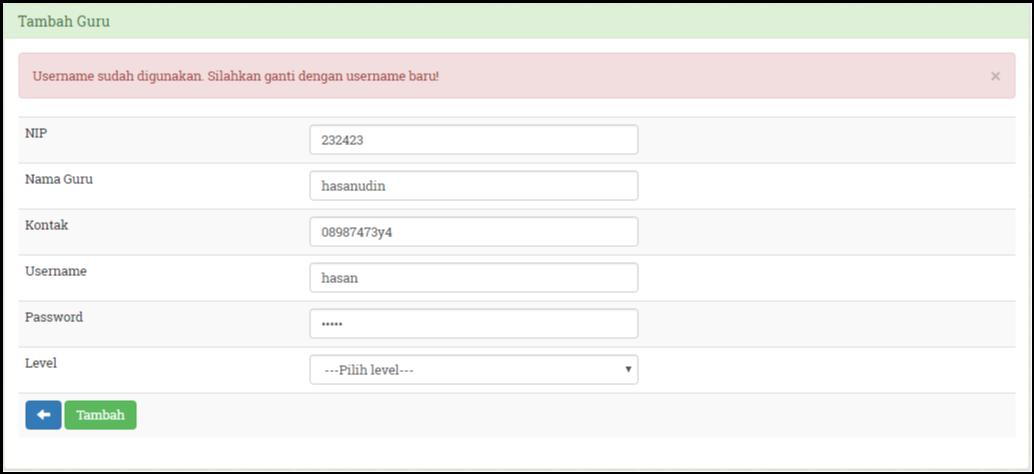 Tambah Guru
Username sudah digunakan. Silahkan ganti dengan username baru! ×
NIP 232423
Nama Guru hasanudin
Kontak 08987473y4
Username hasan
Password •••••
Level ---Pilih level---
Tambah